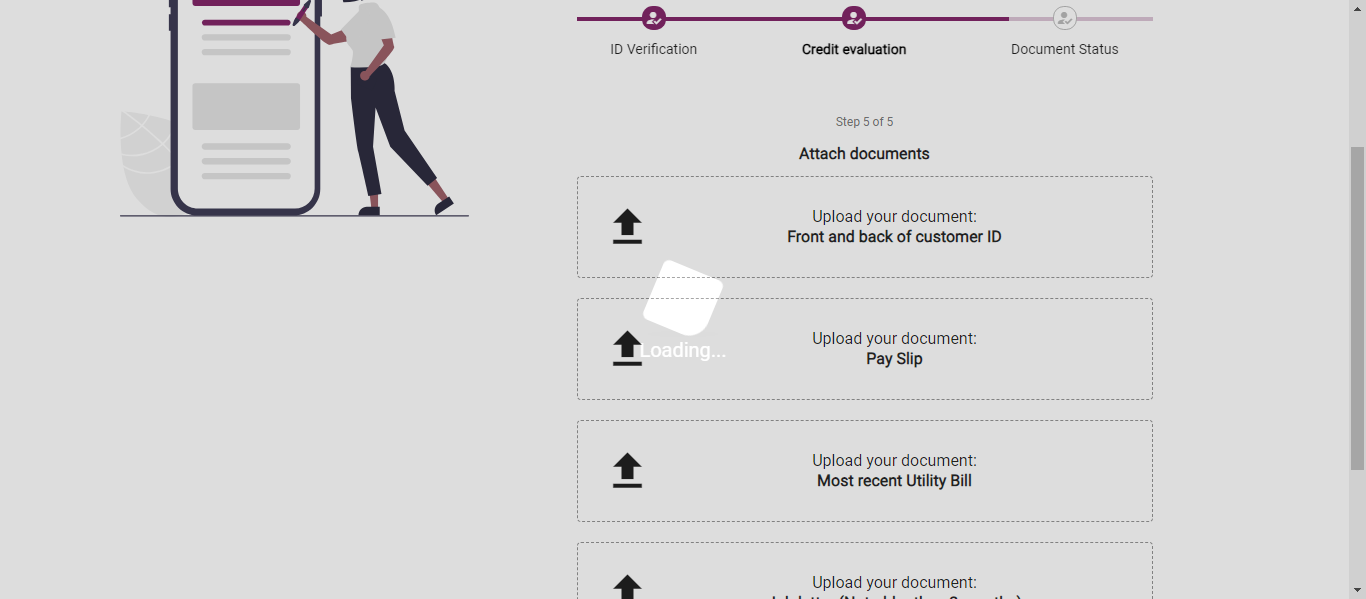 ID Verification
Credit evaluation
Document Status
Step 5 of 5
Attach documents
Upload your document:
Front and back of customer ID
Upload your document:
Pay Slip
Loading...
Upload your document:
Most recent Utility Bill
Upload your document: